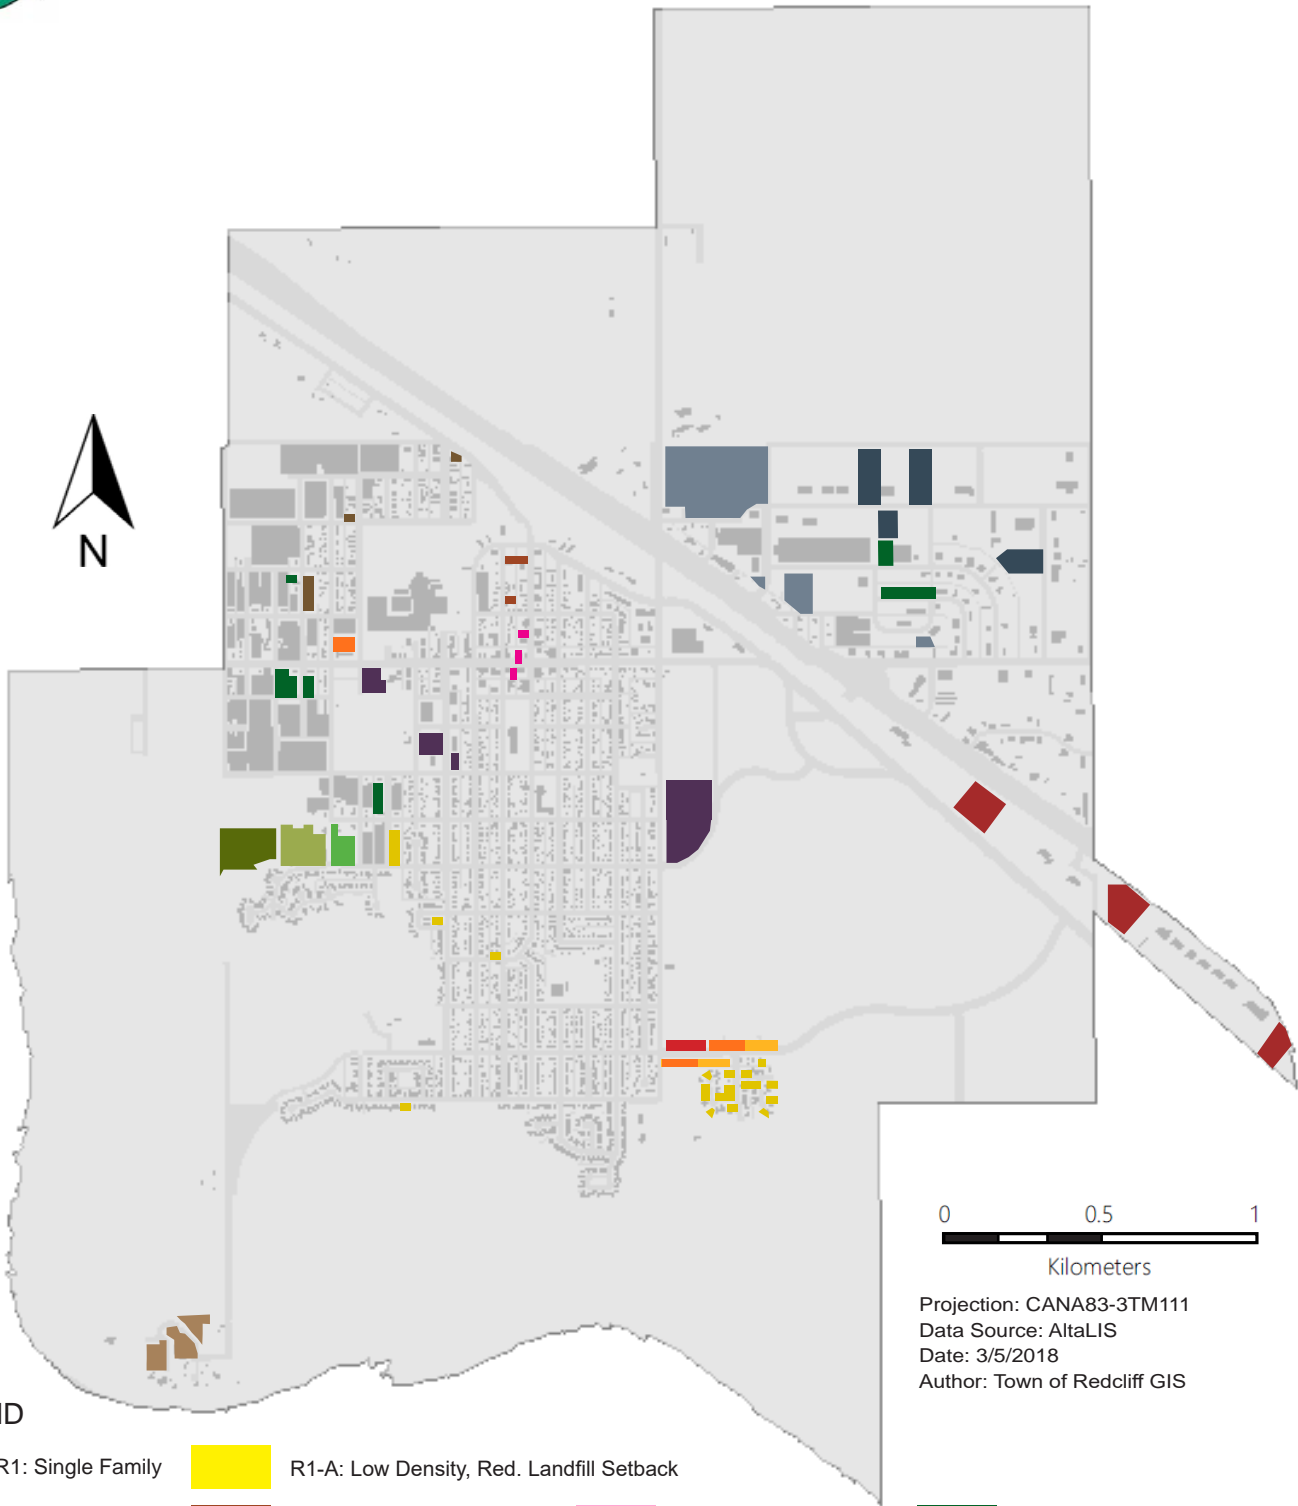 N
0 0.5 1
Kilometers
Projection: CANA83-3TM111
Data Source: AltaLIS
Date: 3/5/2018
Author: Town of Redcliff GIS
ND
R1: Single Family
R1-A: Low Density, Red. Landfill Setback